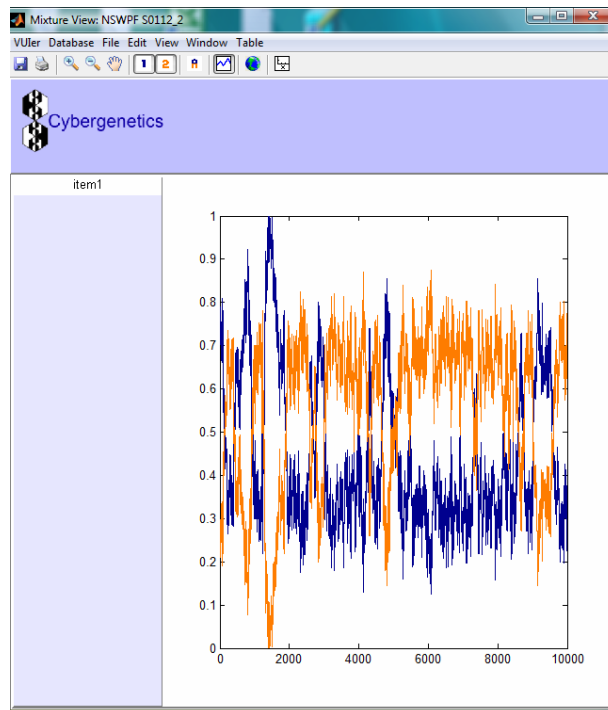 Mixture View: NSWPF S0112_2
VUIer Database File Edit View Window Table
1 2 A
Cybergenetics
item1
1
0.9
0.8
0.7
0.6
0.5
0.4
0.3
0.2
0.1
0
0 2000 4000 6000 8000 10000